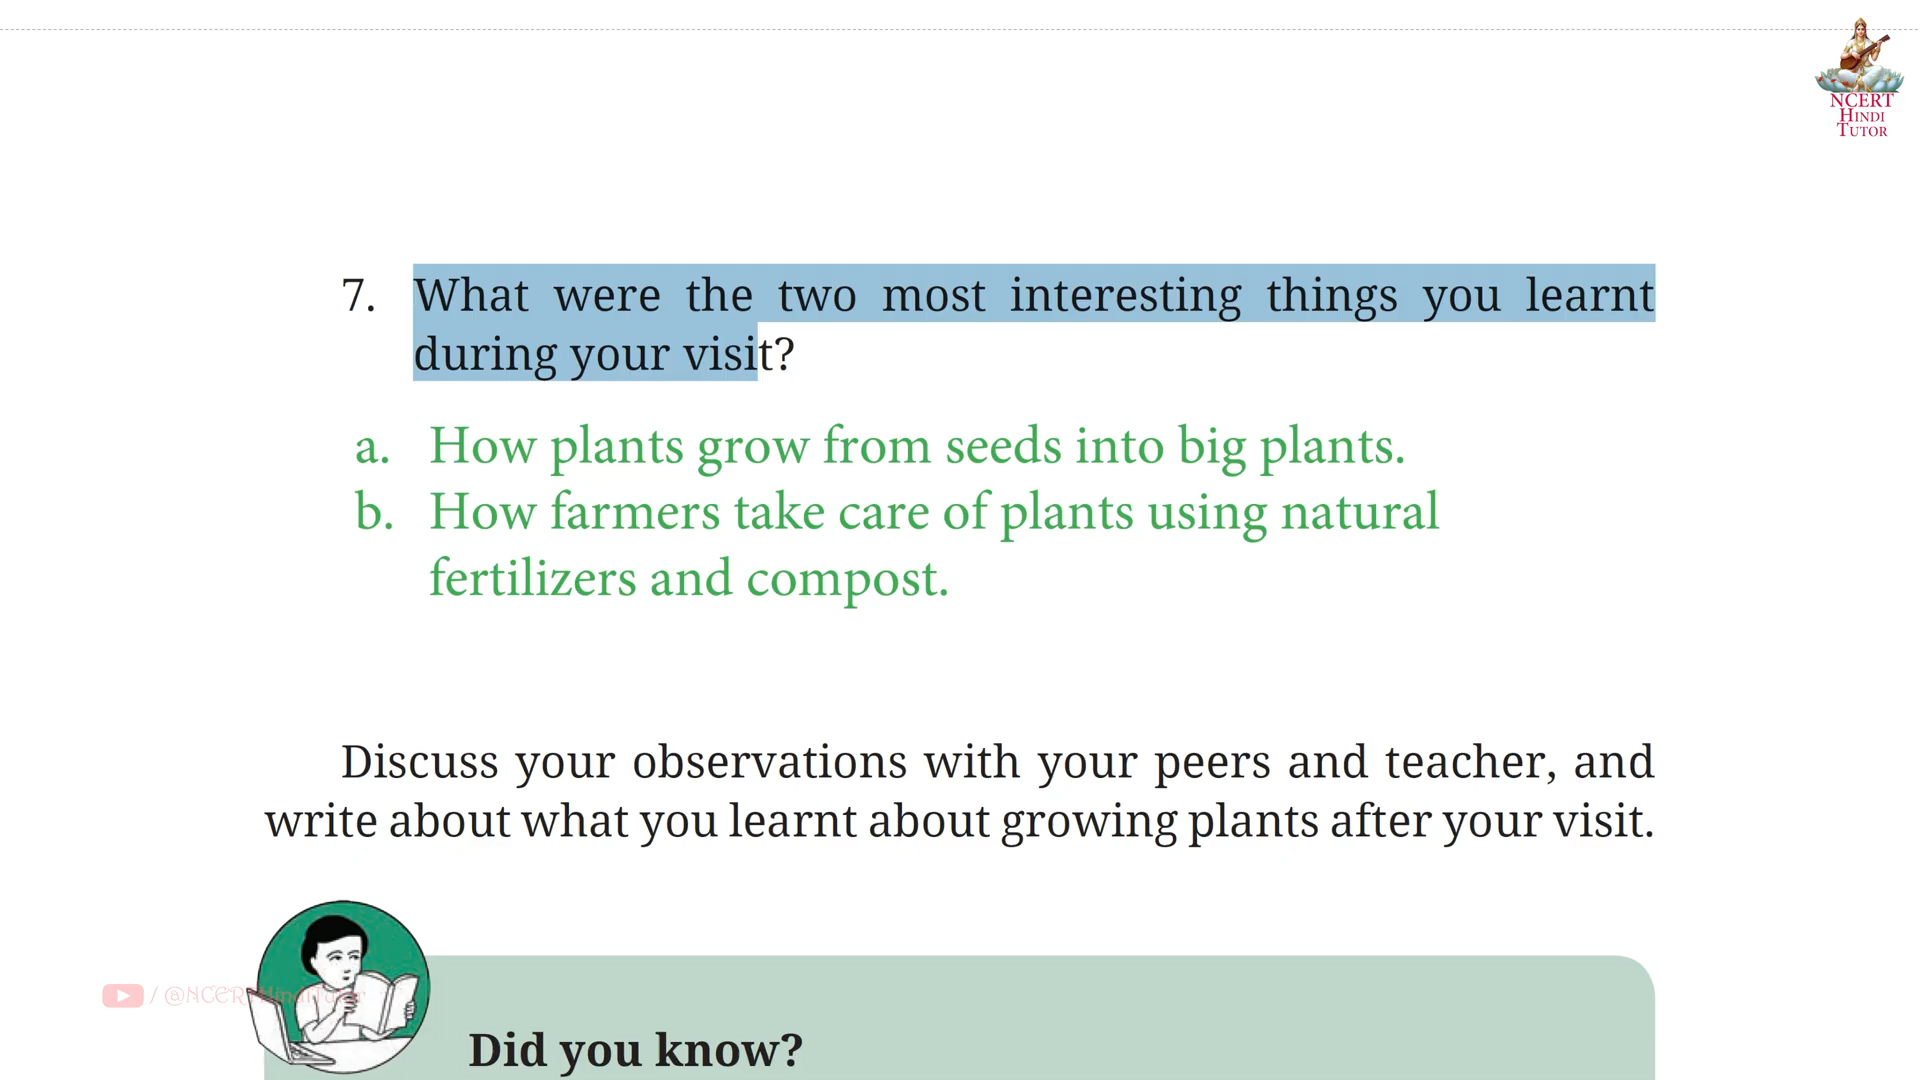 NCERT
HINDI
TUTOR
7. What were the two most interesting things you learnt
during your visit?
a. How plants grow from seeds into big plants.
b. How farmers take care of plants using natural
fertilizers and compost.
Discuss your observations with your peers and teacher, and
write about what you learnt about growing plants after your visit.
/ @NCERTHindiTutor
Did you know?